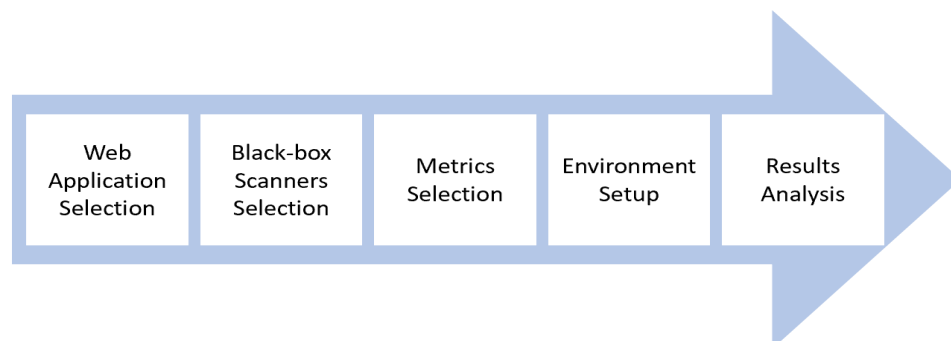 Web
Application
Selection
Black-box
Scanners
Selection
Metrics
Selection
Environment
Setup
Results
Analysis